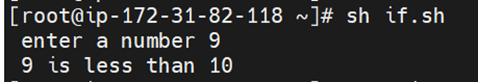 [root@ip-172-31-82-118 ~]# sh if.sh
enter a number 9
9 is less than 10